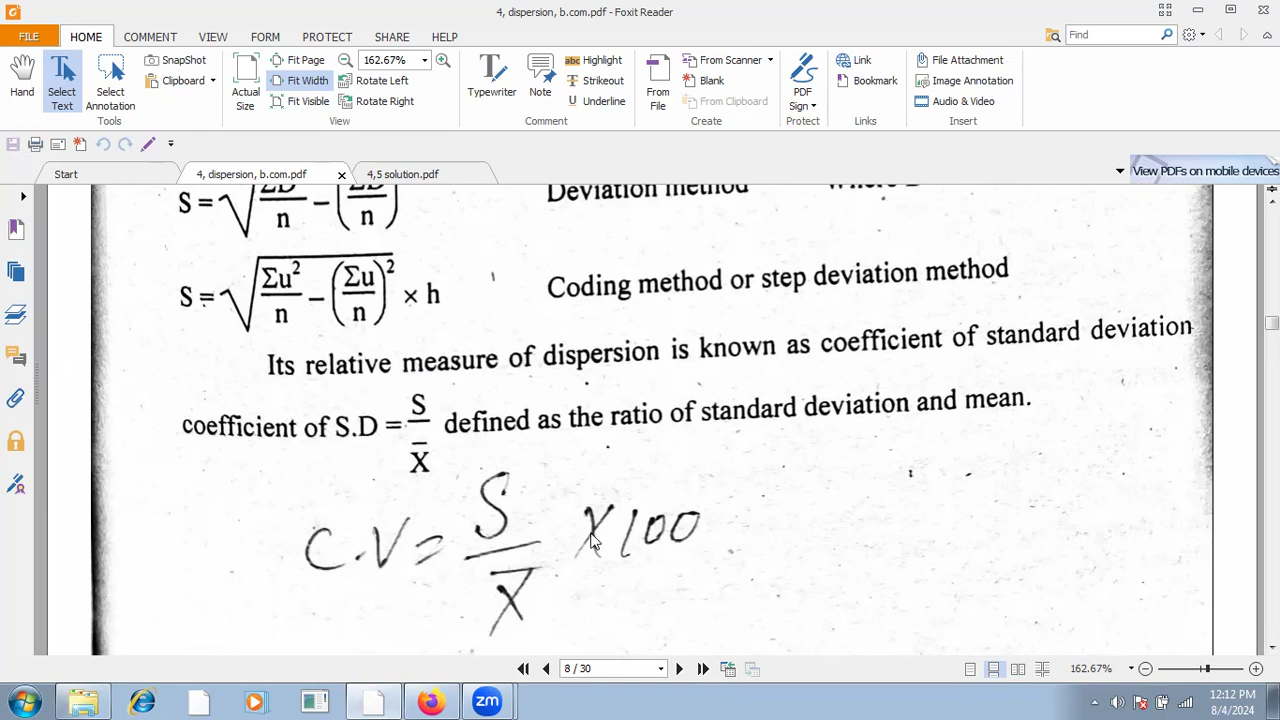 4, dispersion, b.com.pdf - Foxit Reader
FILE HOME COMMENT VIEW FORM PROTECT SHARE HELP
Find
Hand
Select Text
Select Annotation
SnapShot
Clipboard
Tools
Actual Size
Fit Page
Fit Width
Fit Visible
162.67%
Rotate Left
Rotate Right
View
Typewriter
Note
Highlight
Strikeout
Underline
Comment
From File
From Scanner
Blank
From Clipboard
Create
PDF Sign
Protect
Link
Bookmark
Links
File Attachment
Image Annotation
Audio & Video
Insert
Start
4, dispersion, b.com.pdf
4,5 solution.pdf
View PDFs on mobile devices
S = √ ΣD/n − (ΣD/n) Deviation method
S = √ Σu²/n − (Σu/n)² × h Coding method or step deviation method
Its relative measure of dispersion is known as coefficient of standard deviation
coefficient of S.D = S/X̄ defined as the ratio of standard deviation and mean.
C.V = S/X̄ X 100
8 / 30
162.67%
zm
12:12 PM
8/4/2024